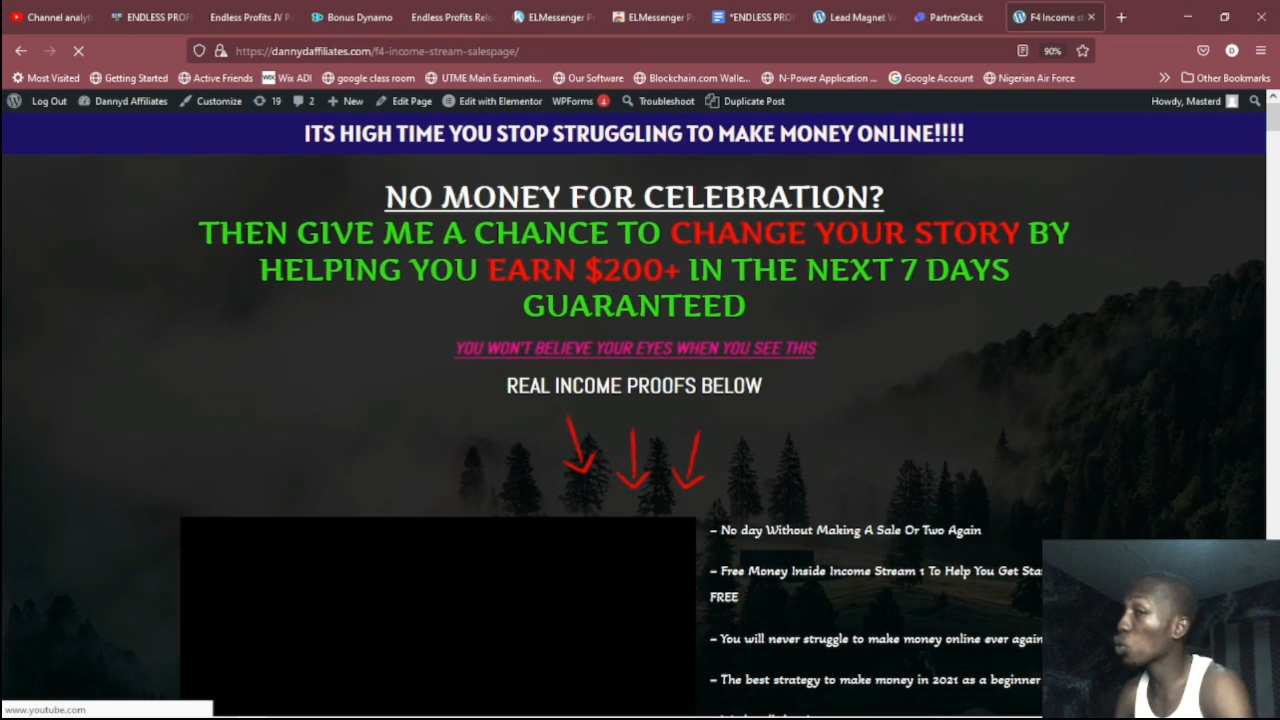 Channel analyti
ENDLESS PROF
Endless Profits JV P
Bonus Dynamo
Endless Profits Relo
ELMessenger P
ELMessenger P
*ENDLESS PRO
Lead Magnet V
PartnerStack
F4 Income st
https://dannydaffiliates.com/f4-income-stream-salespage/
90%
Most Visited
Getting Started
Active Friends
WiX Wix ADI
google class room
UTME Main Examinati...
Our Software
Blockchain.com Walle...
N-Power Application ...
Google Account
Nigerian Air Force
Other Bookmarks
Log Out
Dannyd Affiliates
Customize
19
2
New
Edit Page
Edit with Elementor
WPForms 4
Troubleshoot
Duplicate Post
Howdy, Masterd
ITS HIGH TIME YOU STOP STRUGGLING TO MAKE MONEY ONLINE!!!!
NO MONEY FOR CELEBRATION?
THEN GIVE ME A CHANCE TO CHANGE YOUR STORY BY
HELPING YOU EARN $200+ IN THE NEXT 7 DAYS
GUARANTEED
YOU WON'T BELIEVE YOUR EYES WHEN YOU SEE THIS
REAL INCOME PROOFS BELOW
– No day Without Making A Sale Or Two Again
– Free Money Inside Income Stream 1 To Help You Get Sta
FREE
– You will never struggle to make money online ever again
– The best strategy to make money in 2021 as a beginner
www.youtube.com